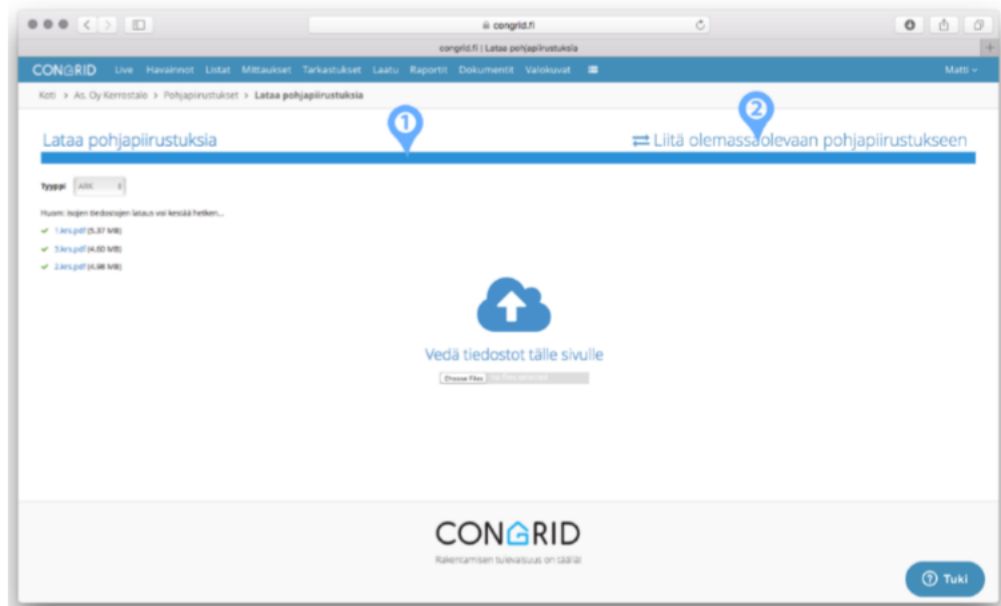 congrid.fi
congrid.fi | Lataa pohjapiirustuksia
CONGRID Live Havainnot Listat Mittaukset Tarkastukset Laatu Raportit Dokumentit Valokuvat Matti
Koti > As. Oy Kerrostalo > Pohjapiirustukset > Lataa pohjapiirustuksia
1
2
Lataa pohjapiirustuksia
Liitä olemassaolevaan pohjapiirustukseen
Tyyppi ARK
Huom: Isojen tiedostojen lataus voi kestää hetken...
1.krs.pdf (5.37 MB)
3.krs.pdf (4.60 MB)
2.krs.pdf (4.98 MB)
Vedä tiedostot tälle sivulle
Choose Files no files selected
CONGRID
Rakentamisen tulevaisuus on täällä!
Tuki